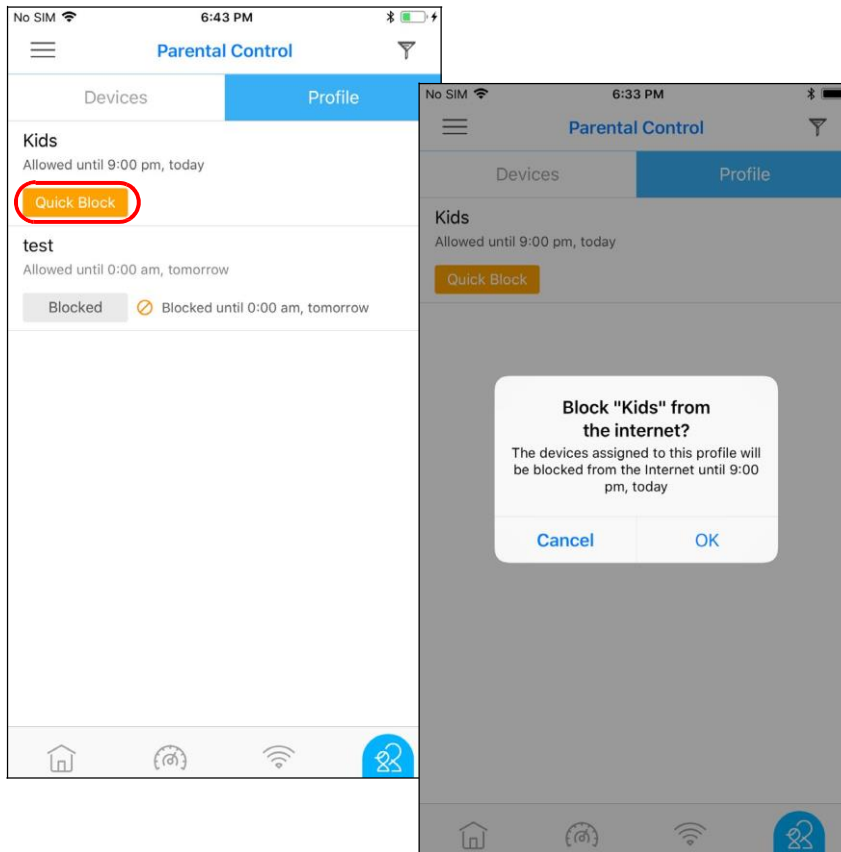 No SIM 6:43 PM
Parental Control
Devices Profile
Kids
Allowed until 9:00 pm, today
Quick Block
test
Allowed until 0:00 am, tomorrow
Blocked Blocked until 0:00 am, tomorrow
No SIM 6:33 PM
Parental Control
Devices Profile
Kids
Allowed until 9:00 pm, today
Quick Block
Block "Kids" from
the internet?
The devices assigned to this profile will
be blocked from the Internet until 9:00
pm, today
Cancel OK